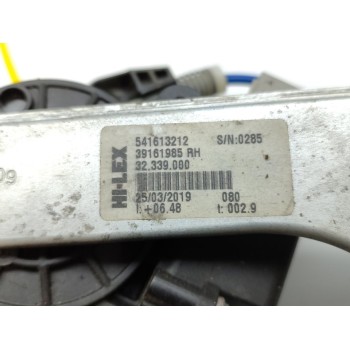 HI-LEX
541613212 S/N:0285
39161985 RH
32.339.080
25/03/2019 080
I: +06.48 t: 002.9